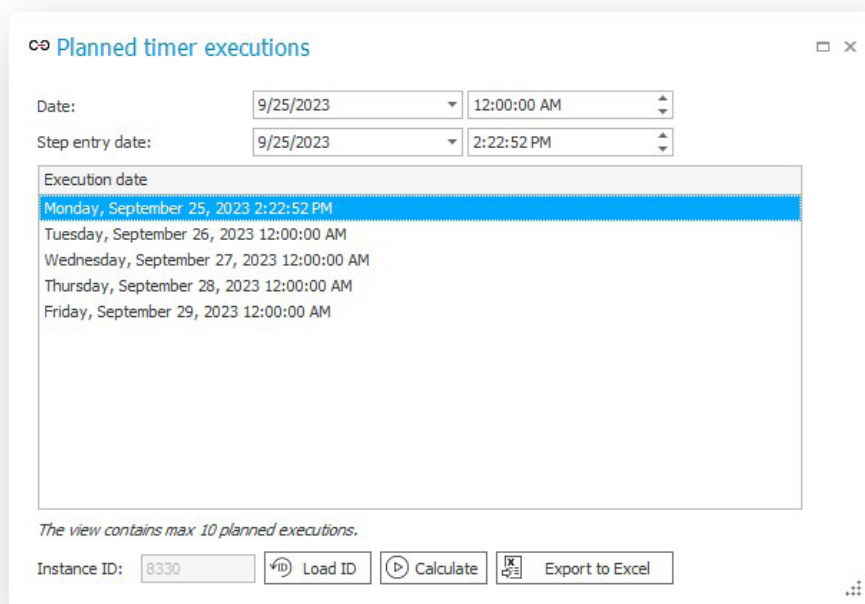 Planned timer executions
Date: 9/25/2023 12:00:00 AM
Step entry date: 9/25/2023 2:22:52 PM
Execution date
Monday, September 25, 2023 2:22:52 PM
Tuesday, September 26, 2023 12:00:00 AM
Wednesday, September 27, 2023 12:00:00 AM
Thursday, September 28, 2023 12:00:00 AM
Friday, September 29, 2023 12:00:00 AM
The view contains max 10 planned executions.
Instance ID: 8330 ID Load ID Calculate X Export to Excel